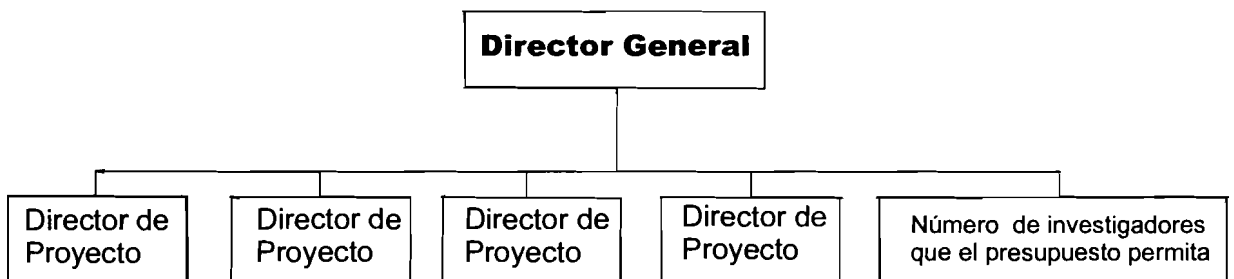 Director General
Director de
Proyecto
Director de
Proyecto
Director de
Proyecto
Director de
Proyecto
Número de investigadores
que el presupuesto permita